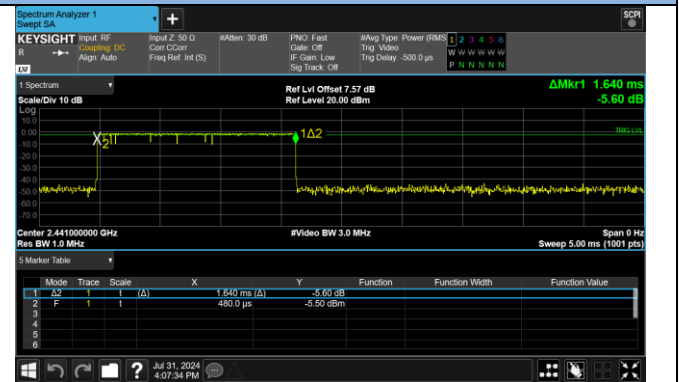 Spectrum Analyzer 1
Swept SA
+
SCPI
KEYSIGHT
R
LXI
Input: RF
Coupling: DC
Align: Auto
Input Z: 50 Ω
Corr CCorr
Freq Ref: Int (S)
#Atten: 30 dB
PNO: Fast
Gate: Off
IF Gain: Low
Sig Track: Off
#Avg Type: Power (RMS
Trig: Video
Trig Delay: -500.0 µs
1 2 3 4 5 6
W W W W W W
P N N N N N
1 Spectrum
Scale/Div 10 dB
Log
Ref Lvl Offset 7.57 dB
Ref Level 20.00 dBm
ΔMkr1 1.640 ms
-5.60 dB
10.0
0.00
-10.0
-20.0
-30.0
-40.0
-50.0
-60.0
-70.0
X2
1Δ2
TRIG LVL
Center 2.441000000 GHz
Res BW 1.0 MHz
#Video BW 3.0 MHz
Span 0 Hz
Sweep 5.00 ms (1001 pts)
5 Marker Table
Mode Trace Scale X Y Function Function Width Function Value
1 Δ2 1 t (Δ) 1.640 ms (Δ) -5.60 dB
2 F 1 t 480.0 µs -5.50 dBm
3
4
5
6
?
Jul 31, 2024
4:07:34 PM